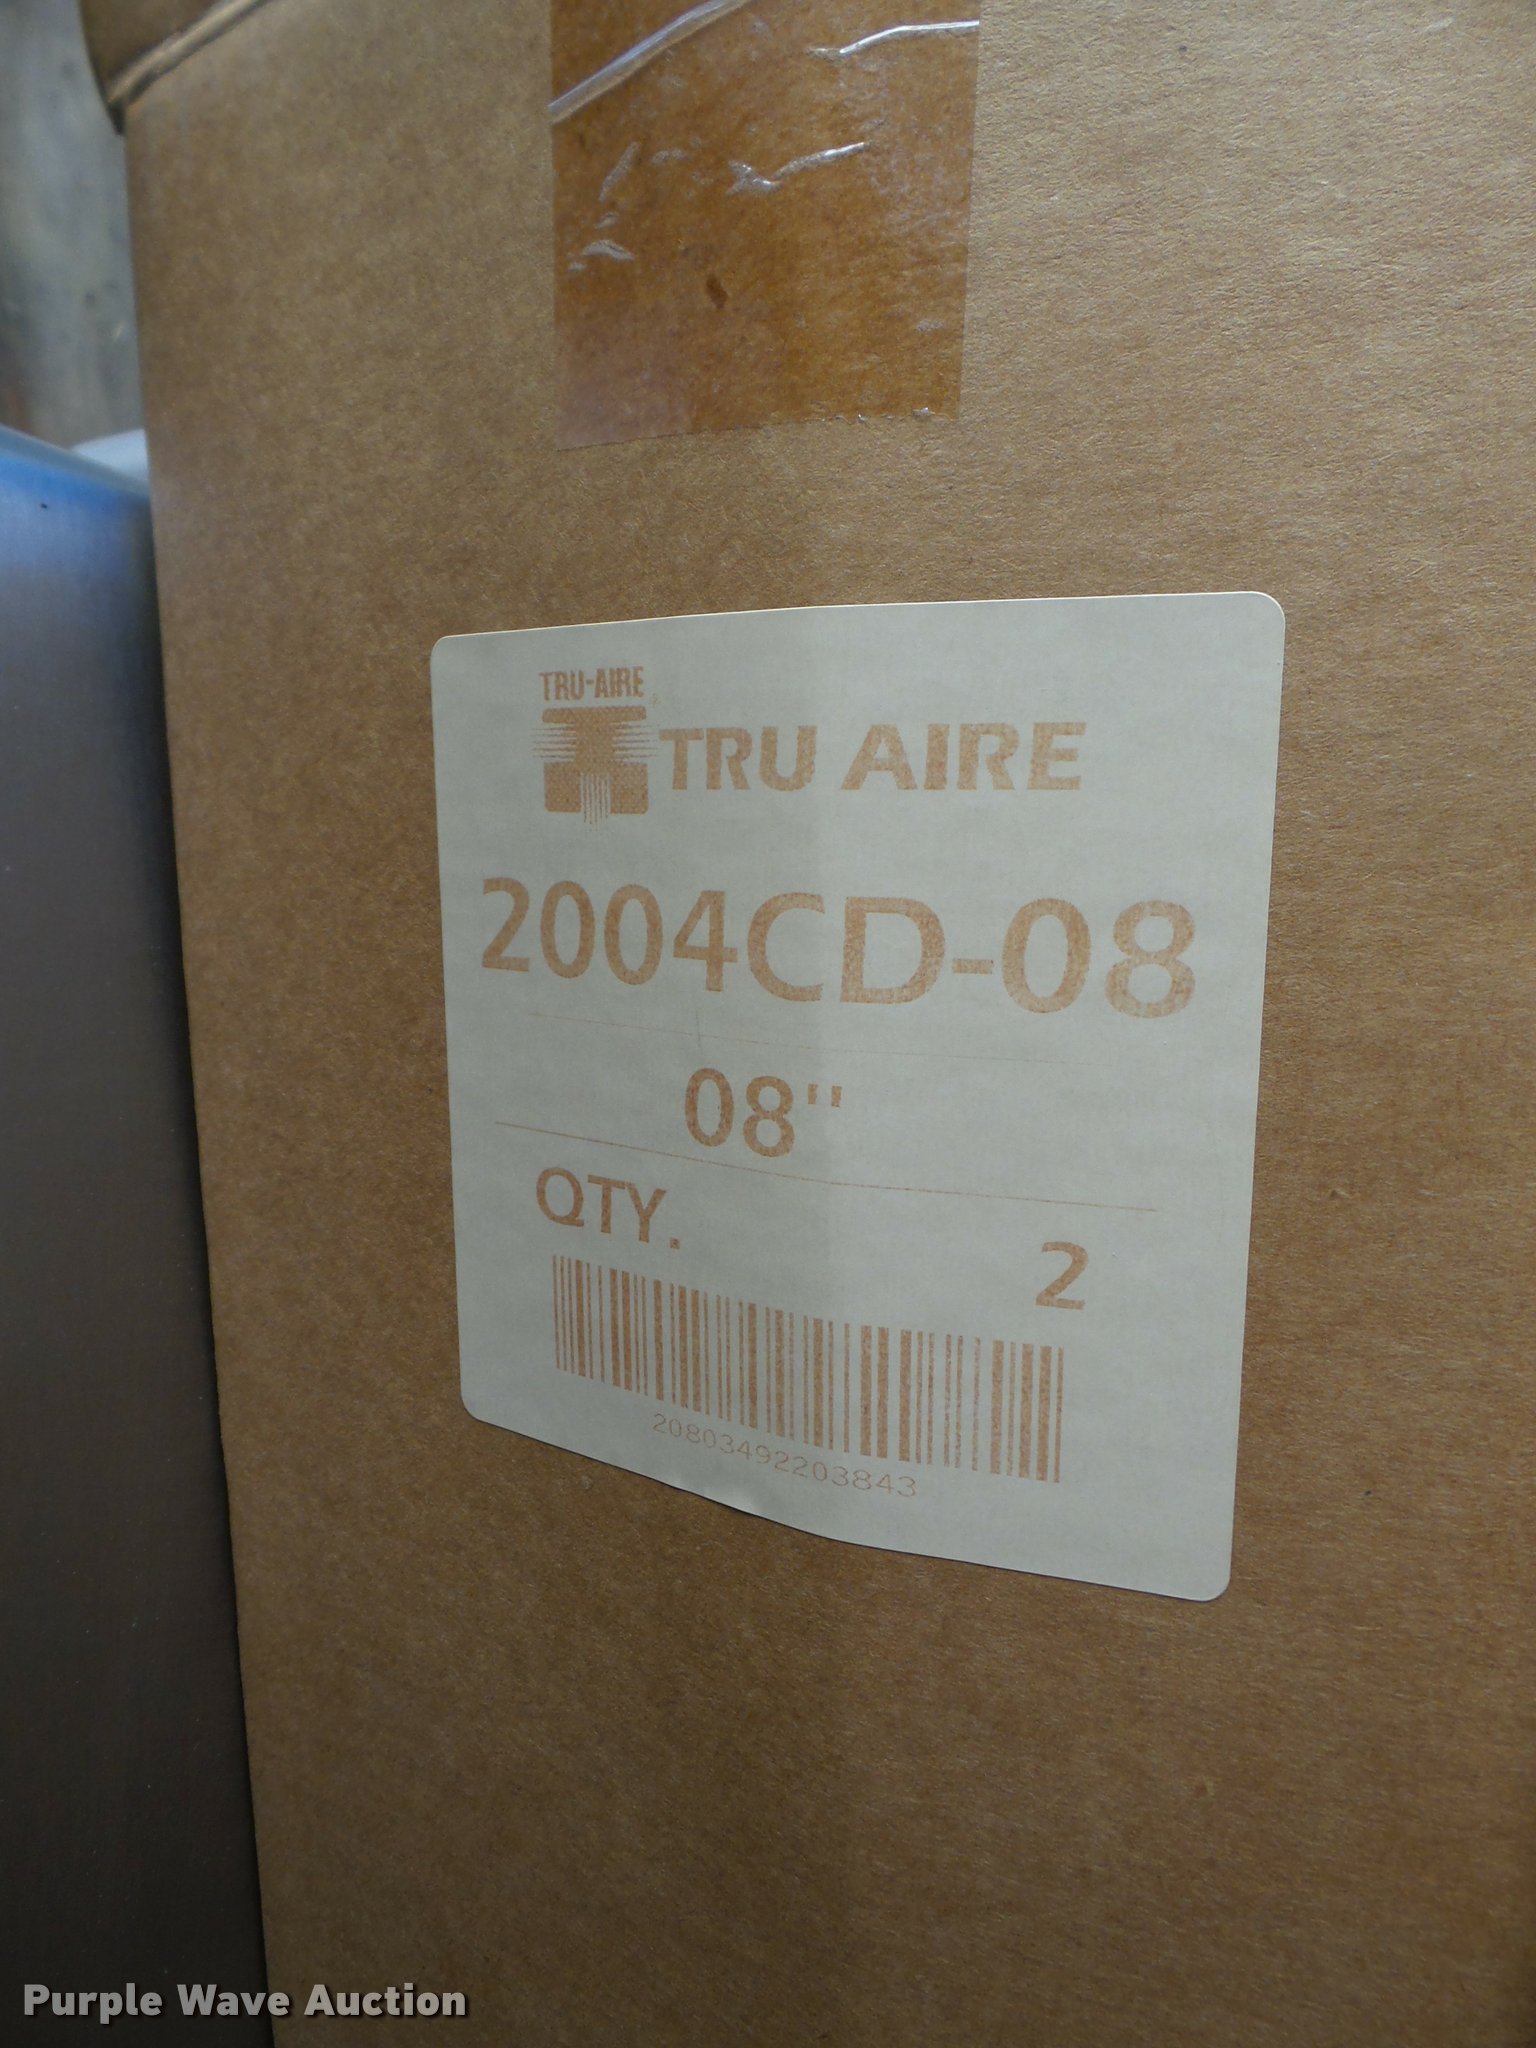 TRU-AIRE
TRU AIRE
2004CD-08
08"
QTY. 2
20803492203843
Purple Wave Auction